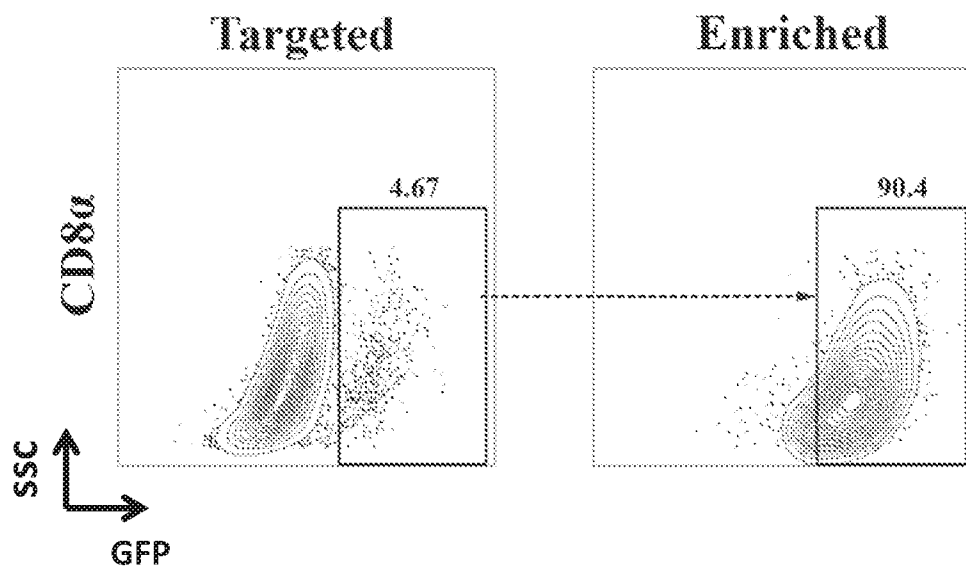 Targeted Enriched
4.67 90.4
CD8α
SSC
GFP